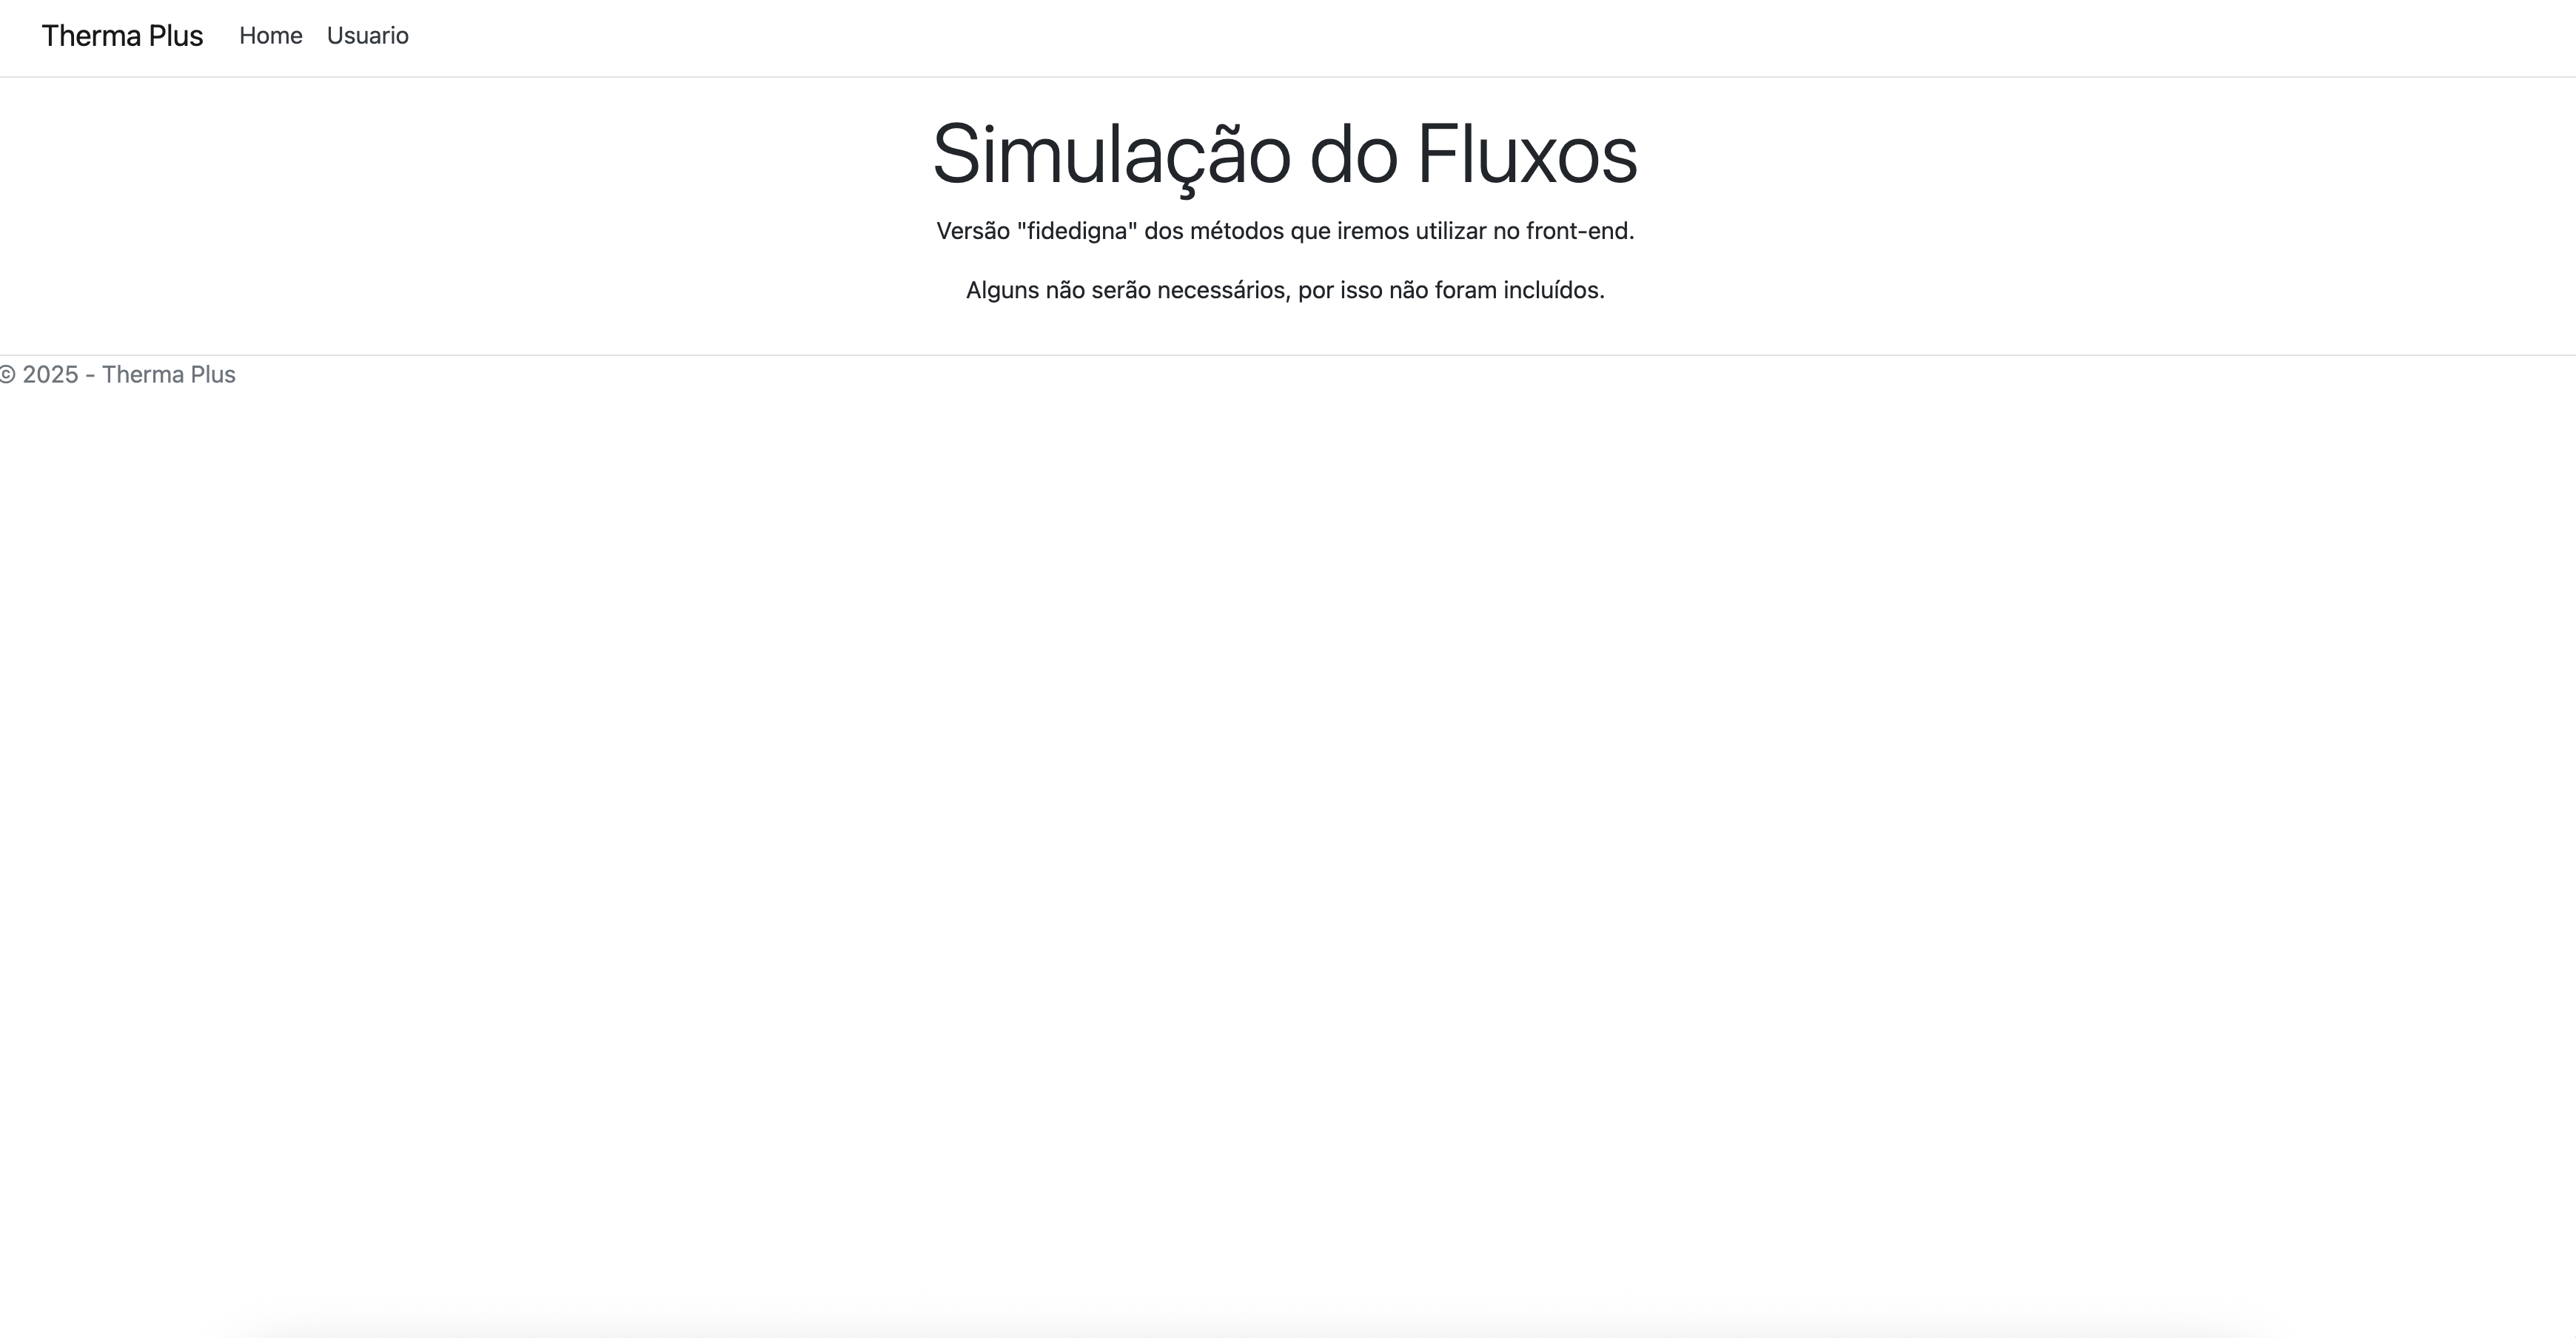 Therma Plus Home Usuario
Simulação do Fluxos
Versão "fidedigna" dos métodos que iremos utilizar no front-end.
Alguns não serão necessários, por isso não foram incluídos.
© 2025 - Therma Plus